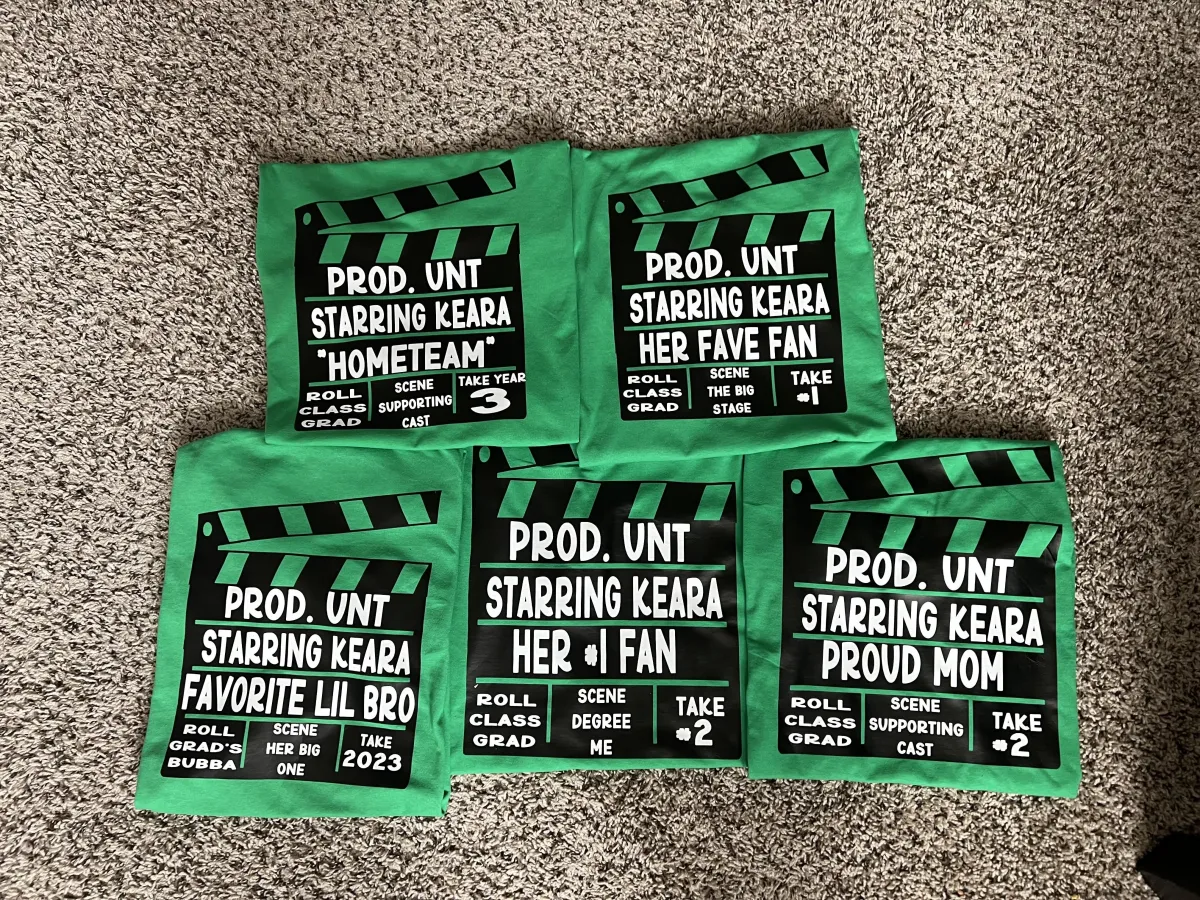 PROD. UNT
STARRING KEARA
"HOMETEAM"
ROLL
CLASS
GRAD
SCENE
SUPPORTING
CAST
TAKE YEAR
3
PROD. UNT
STARRING KEARA
HER FAVE FAN
ROLL
CLASS
GRAD
SCENE
THE BIG
STAGE
TAKE
#1
PROD. UNT
STARRING KEARA
FAVORITE LIL BRO
ROLL
GRAD'S
BUBBA
SCENE
HER BIG
ONE
TAKE
2023
PROD. UNT
STARRING KEARA
HER #1 FAN
ROLL
CLASS
GRAD
SCENE
DEGREE
ME
TAKE
#2
PROD. UNT
STARRING KEARA
PROUD MOM
ROLL
CLASS
GRAD
SCENE
SUPPORTING
CAST
TAKE
#2